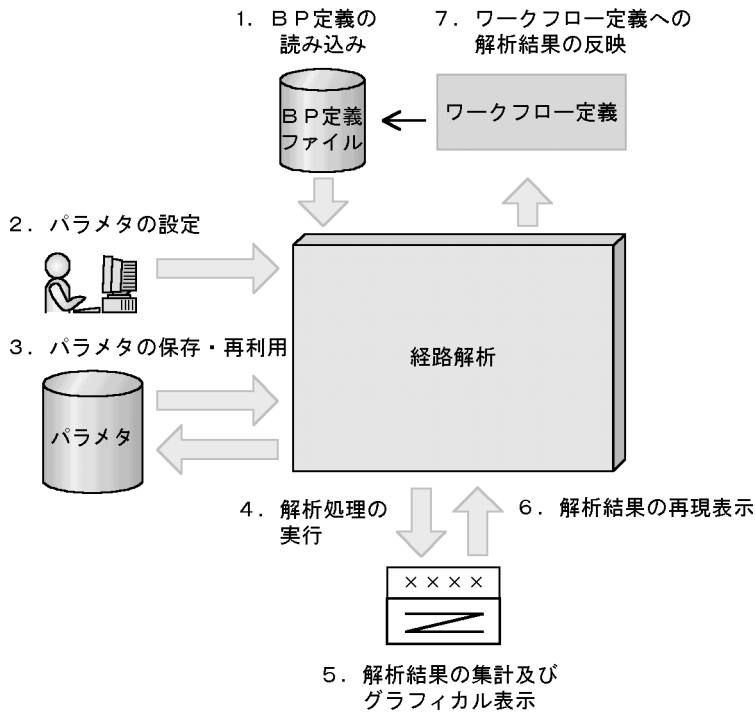 １．ＢＰ定義の
読み込み
７．ワークフロー定義への
解析結果の反映
ＢＰ定義
ファイル
ワークフロー定義
２．パラメタの設定
３．パラメタの保存・再利用
経路解析
パラメタ
４．解析処理の
実行
６．解析結果の再現表示
××××
５．解析結果の集計及び
グラフィカル表示